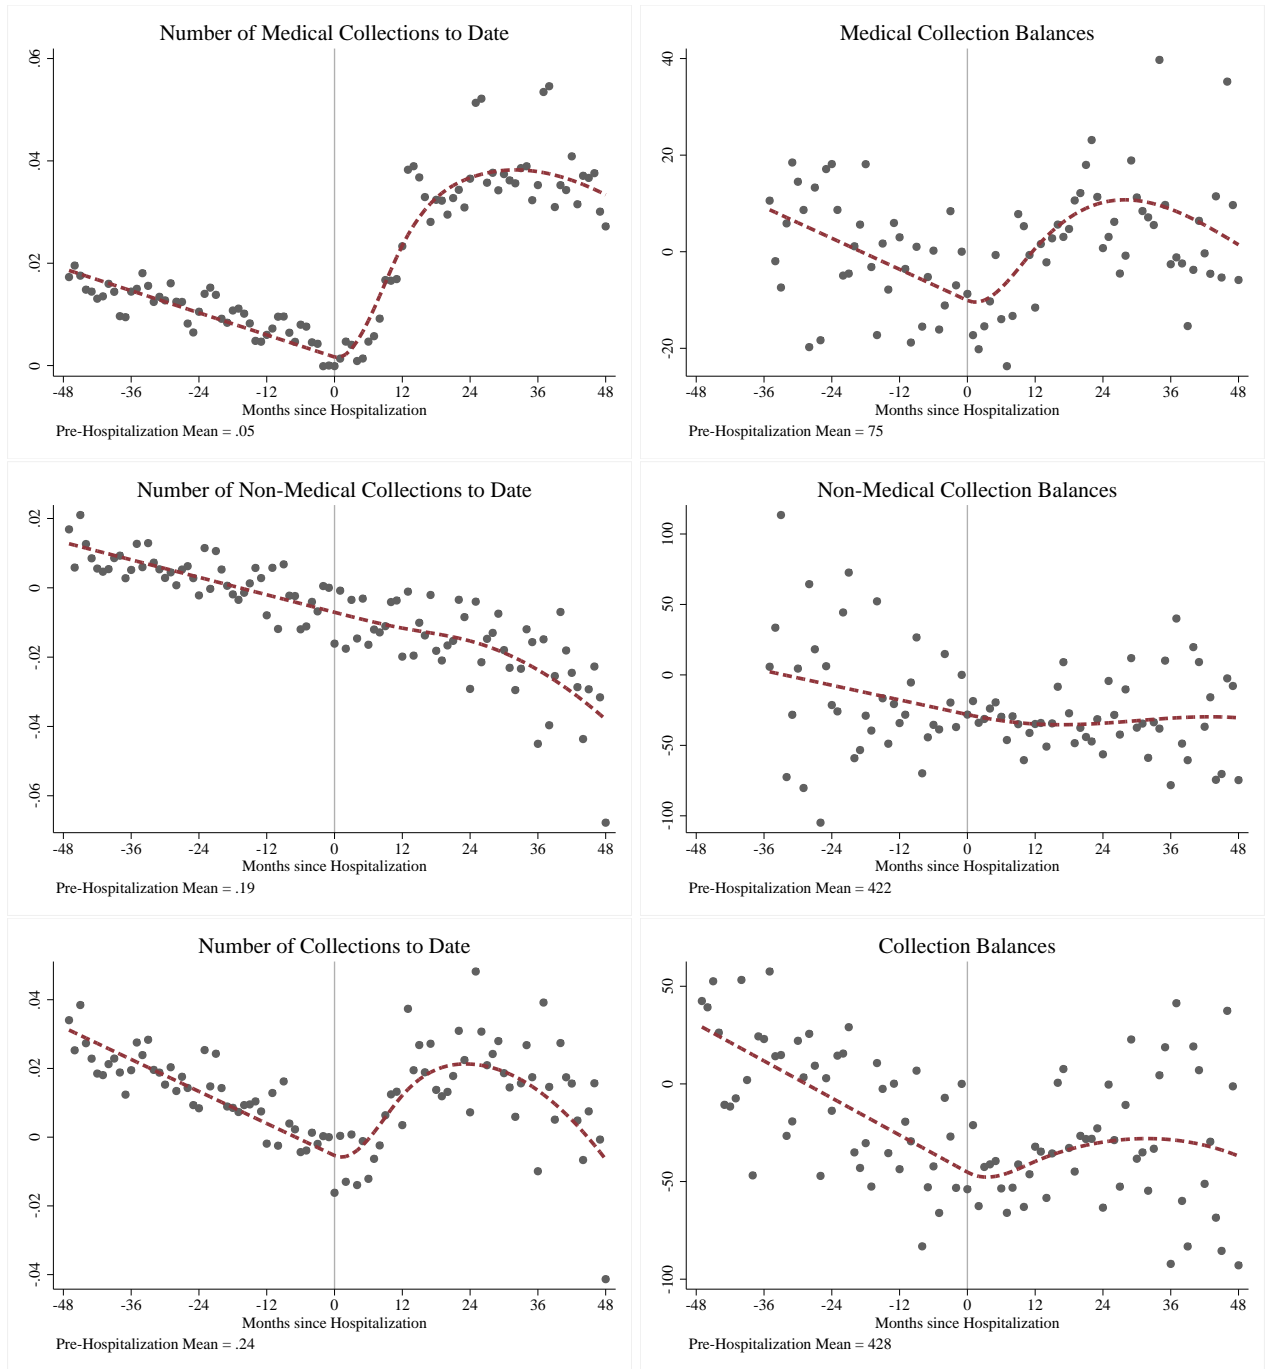 Number of Medical Collections to Date
.06
.04
.02
0
-48 -36 -24 -12 0 12 24 36 48
Months since Hospitalization
Pre-Hospitalization Mean = .05
Medical Collection Balances
40
20
0
-20
-48 -36 -24 -12 0 12 24 36 48
Months since Hospitalization
Pre-Hospitalization Mean = 75
Number of Non-Medical Collections to Date
.02
0
-.02
-.04
-.06
-48 -36 -24 -12 0 12 24 36 48
Months since Hospitalization
Pre-Hospitalization Mean = .19
Non-Medical Collection Balances
100
50
0
-50
-100
-48 -36 -24 -12 0 12 24 36 48
Months since Hospitalization
Pre-Hospitalization Mean = 422
Number of Collections to Date
.04
.02
0
-.02
-.04
-48 -36 -24 -12 0 12 24 36 48
Months since Hospitalization
Pre-Hospitalization Mean = .24
Collection Balances
50
0
-50
-100
-48 -36 -24 -12 0 12 24 36 48
Months since Hospitalization
Pre-Hospitalization Mean = 428